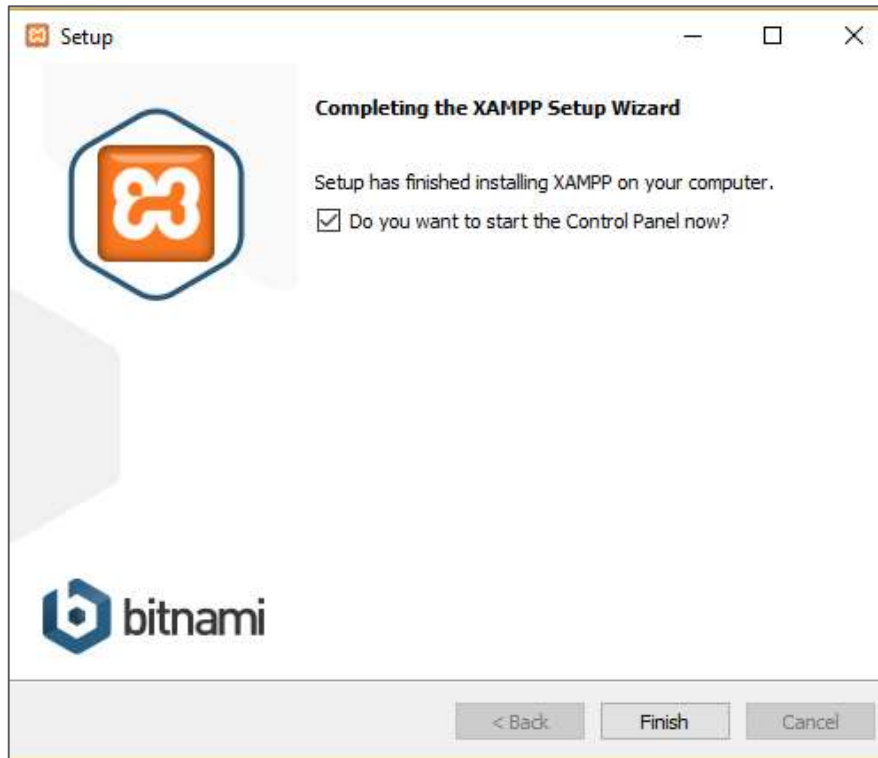 Setup
Completing the XAMPP Setup Wizard
Setup has finished installing XAMPP on your computer.
Do you want to start the Control Panel now?
bitnami
< Back
Finish
Cancel